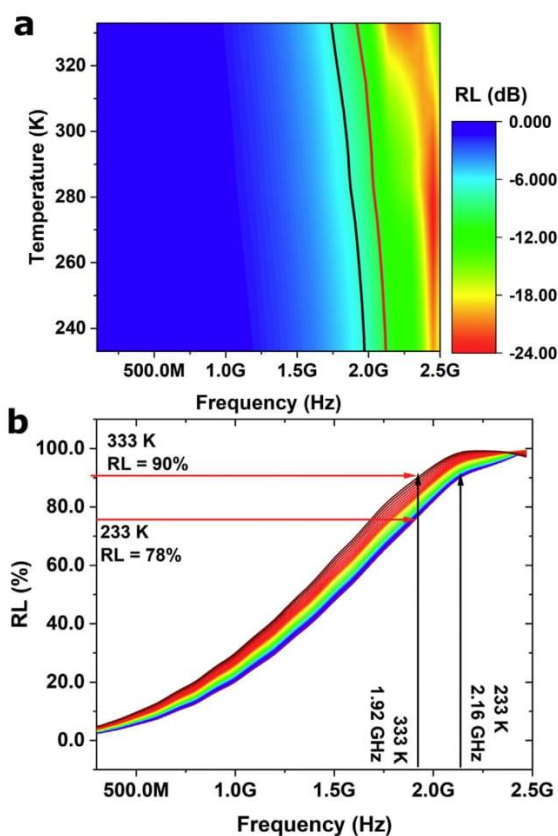 a
Temperature (K)
320
300
280
260
240
500.0M 1.0G 1.5G 2.0G 2.5G
Frequency (Hz)
RL (dB)
0.000
-6.000
-12.00
-18.00
-24.00
b
RL (%)
100.0
80.0
60.0
40.0
20.0
0.0
333 K
RL = 90%
233 K
RL = 78%
333 K
1.92 GHz
233 K
2.16 GHz
500.0M 1.0G 1.5G 2.0G 2.5G
Frequency (Hz)